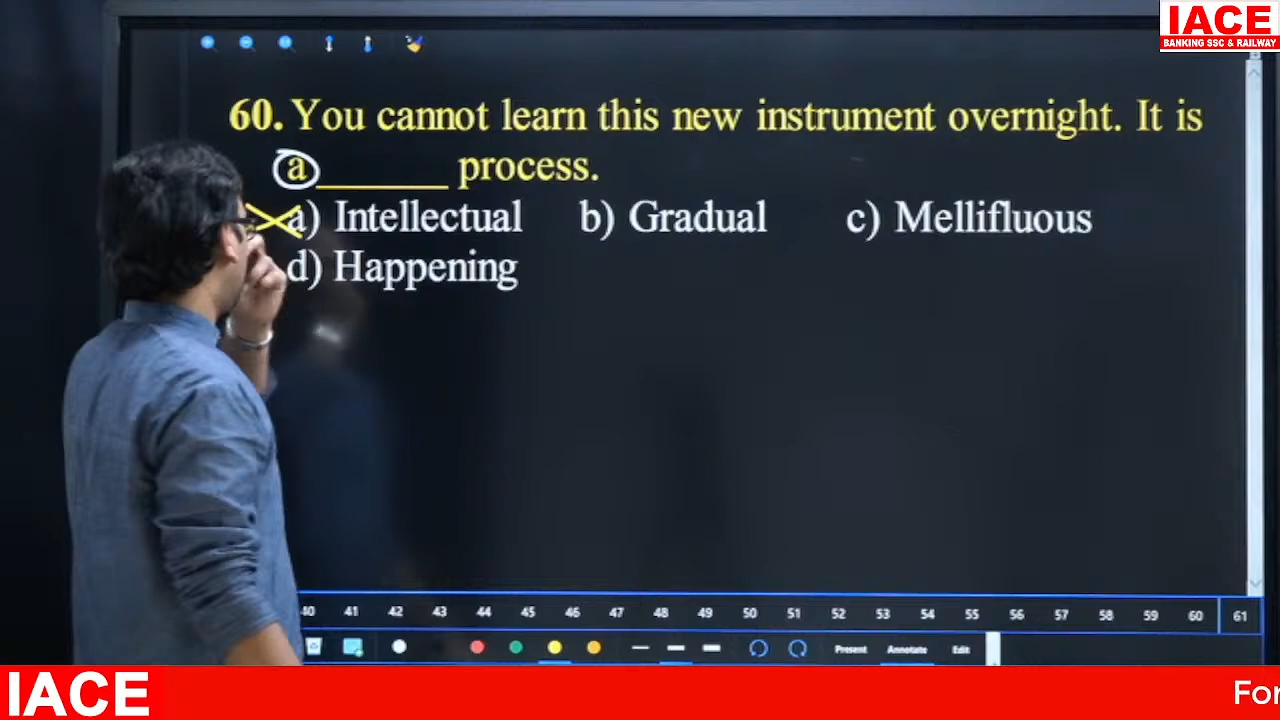 IACE
BANKING SSC & RAILWAY
60. You cannot learn this new instrument overnight. It is
a ______ process.
a) Intellectual b) Gradual c) Mellifluous
d) Happening
40 41 42 43 44 45 46 47 48 49 50 51 52 53 54 55 56 57 58 59 60 61
Present Annotate Edit
IACE
For